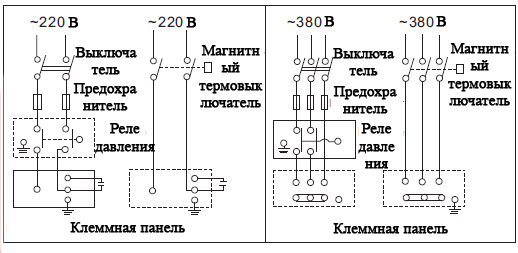 ~220 В
~220 В
Выключа
тель
Предохра
нитель
Реле
давления
Магнитн
ый
термовык
лючатель
Клеммная панель
~380 В
~380 В
Выключа
тель
Предохра
нитель
Реле
давле
ния
Магнитн
ый
термовык
лючатель
Клеммная панель